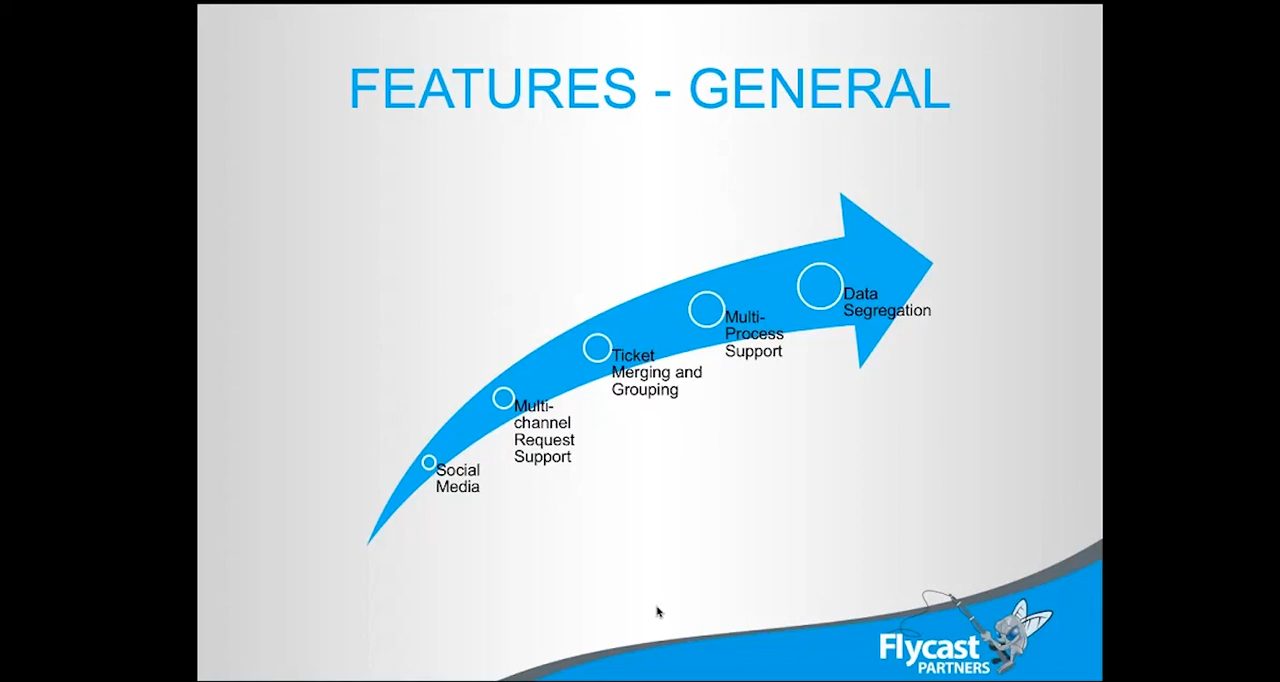 FEATURES - GENERAL
Social
Media
Multi-
channel
Request
Support
Ticket
Merging and
Grouping
Multi-
Process
Support
Data
Segregation
Flycast
PARTNERS